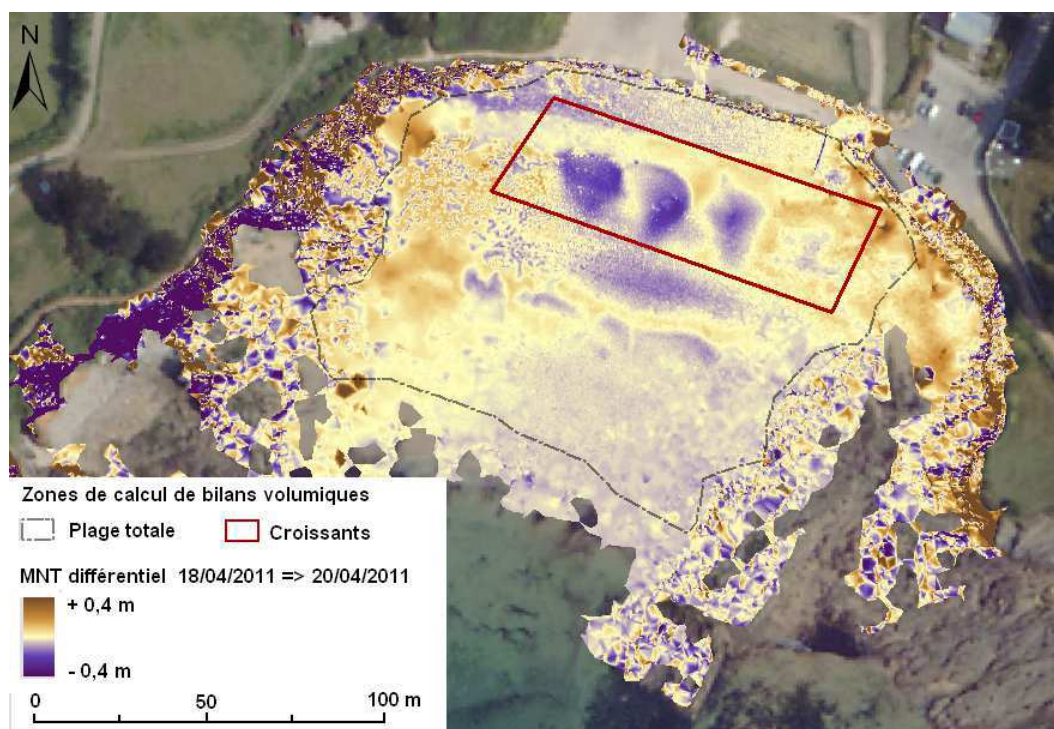 N
Zones de calcul de bilans volumiques
Plage totale Croissants
MNT différentiel 18/04/2011 => 20/04/2011
+ 0,4 m
- 0,4 m
0 50 100 m